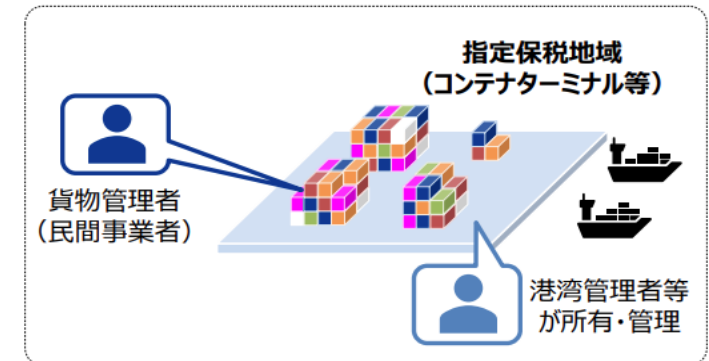 指定保税地域
（コンテナターミナル等）
貨物管理者
（民間事業者）
港湾管理者等
が所有・管理